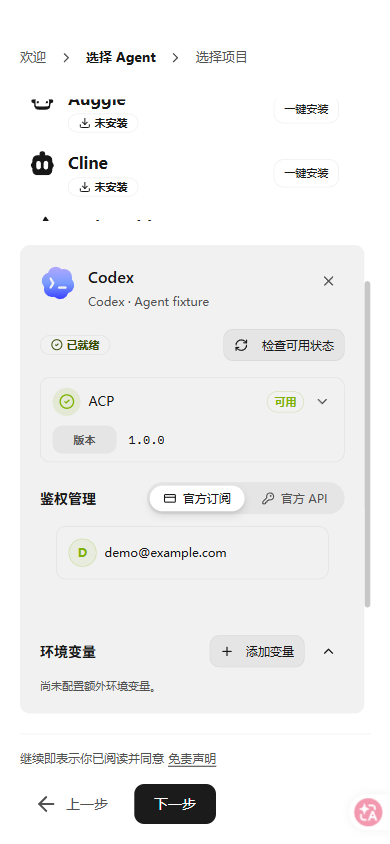 欢迎 > 选择 Agent > 选择项目
Auggie
未安装
一键安装
Cline
未安装
一键安装
Codex
Codex · Agent fixture
已就绪
检查可用状态
ACP
可用
版本
1.0.0
鉴权管理
官方订阅
官方 API
D
demo@example.com
环境变量
+ 添加变量
尚未配置额外环境变量。
继续即表示你已阅读并同意 免责声明
上一步
下一步